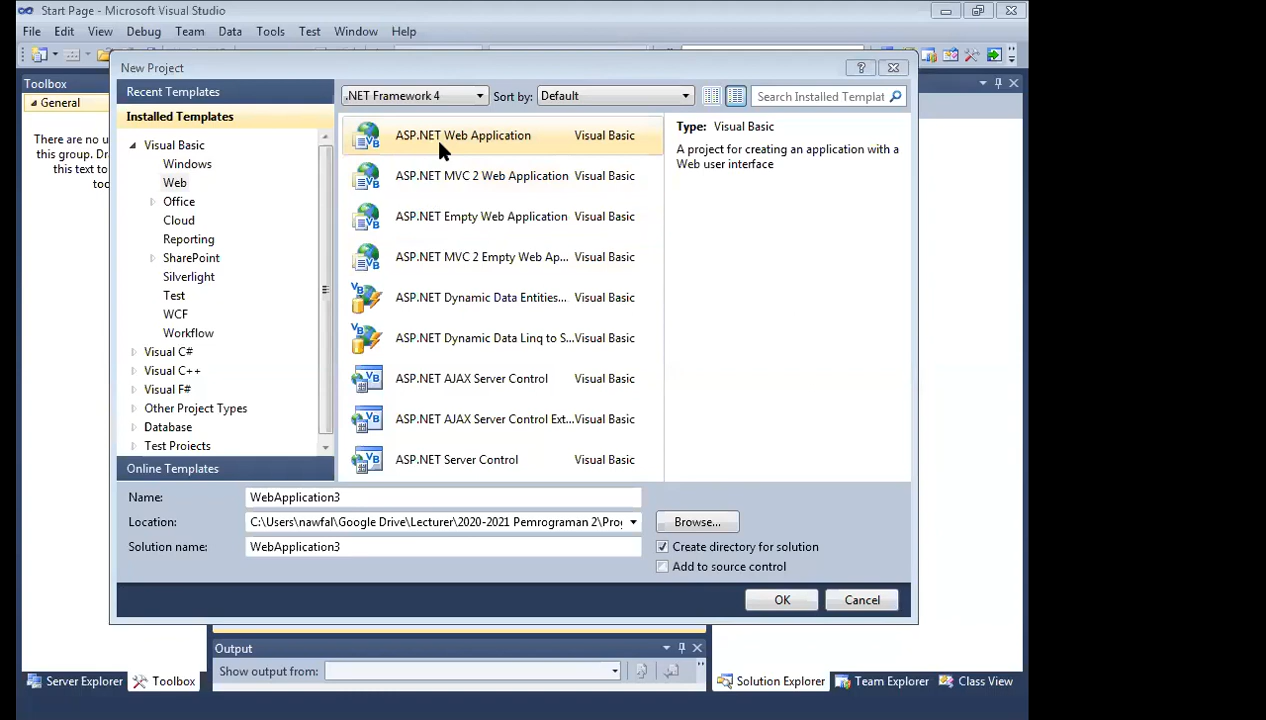 Start Page - Microsoft Visual Studio
File Edit View Debug Team Data Tools Test Window Help
Toolbox
General
There are no u
this group. Dra
this text to
too
New Project
Recent Templates
Installed Templates
Visual Basic
Windows
Web
Office
Cloud
Reporting
SharePoint
Silverlight
Test
WCF
Workflow
Visual C#
Visual C++
Visual F#
Other Project Types
Database
Test Projects
Online Templates
.NET Framework 4 Sort by: Default Search Installed Templat
ASP.NET Web Application Visual Basic
ASP.NET MVC 2 Web Application Visual Basic
ASP.NET Empty Web Application Visual Basic
ASP.NET MVC 2 Empty Web Ap... Visual Basic
ASP.NET Dynamic Data Entities... Visual Basic
ASP.NET Dynamic Data Linq to S... Visual Basic
ASP.NET AJAX Server Control Visual Basic
ASP.NET AJAX Server Control Ext... Visual Basic
ASP.NET Server Control Visual Basic
Type: Visual Basic
A project for creating an application with a
Web user interface
Name: WebApplication3
Location: C:\Users\nawfal\Google Drive\Lecturer\2020-2021 Pemrograman 2\Prog Browse...
Solution name: WebApplication3 Create directory for solution
Add to source control
OK Cancel
Output
Show output from:
Server Explorer Toolbox Solution Explorer Team Explorer Class View